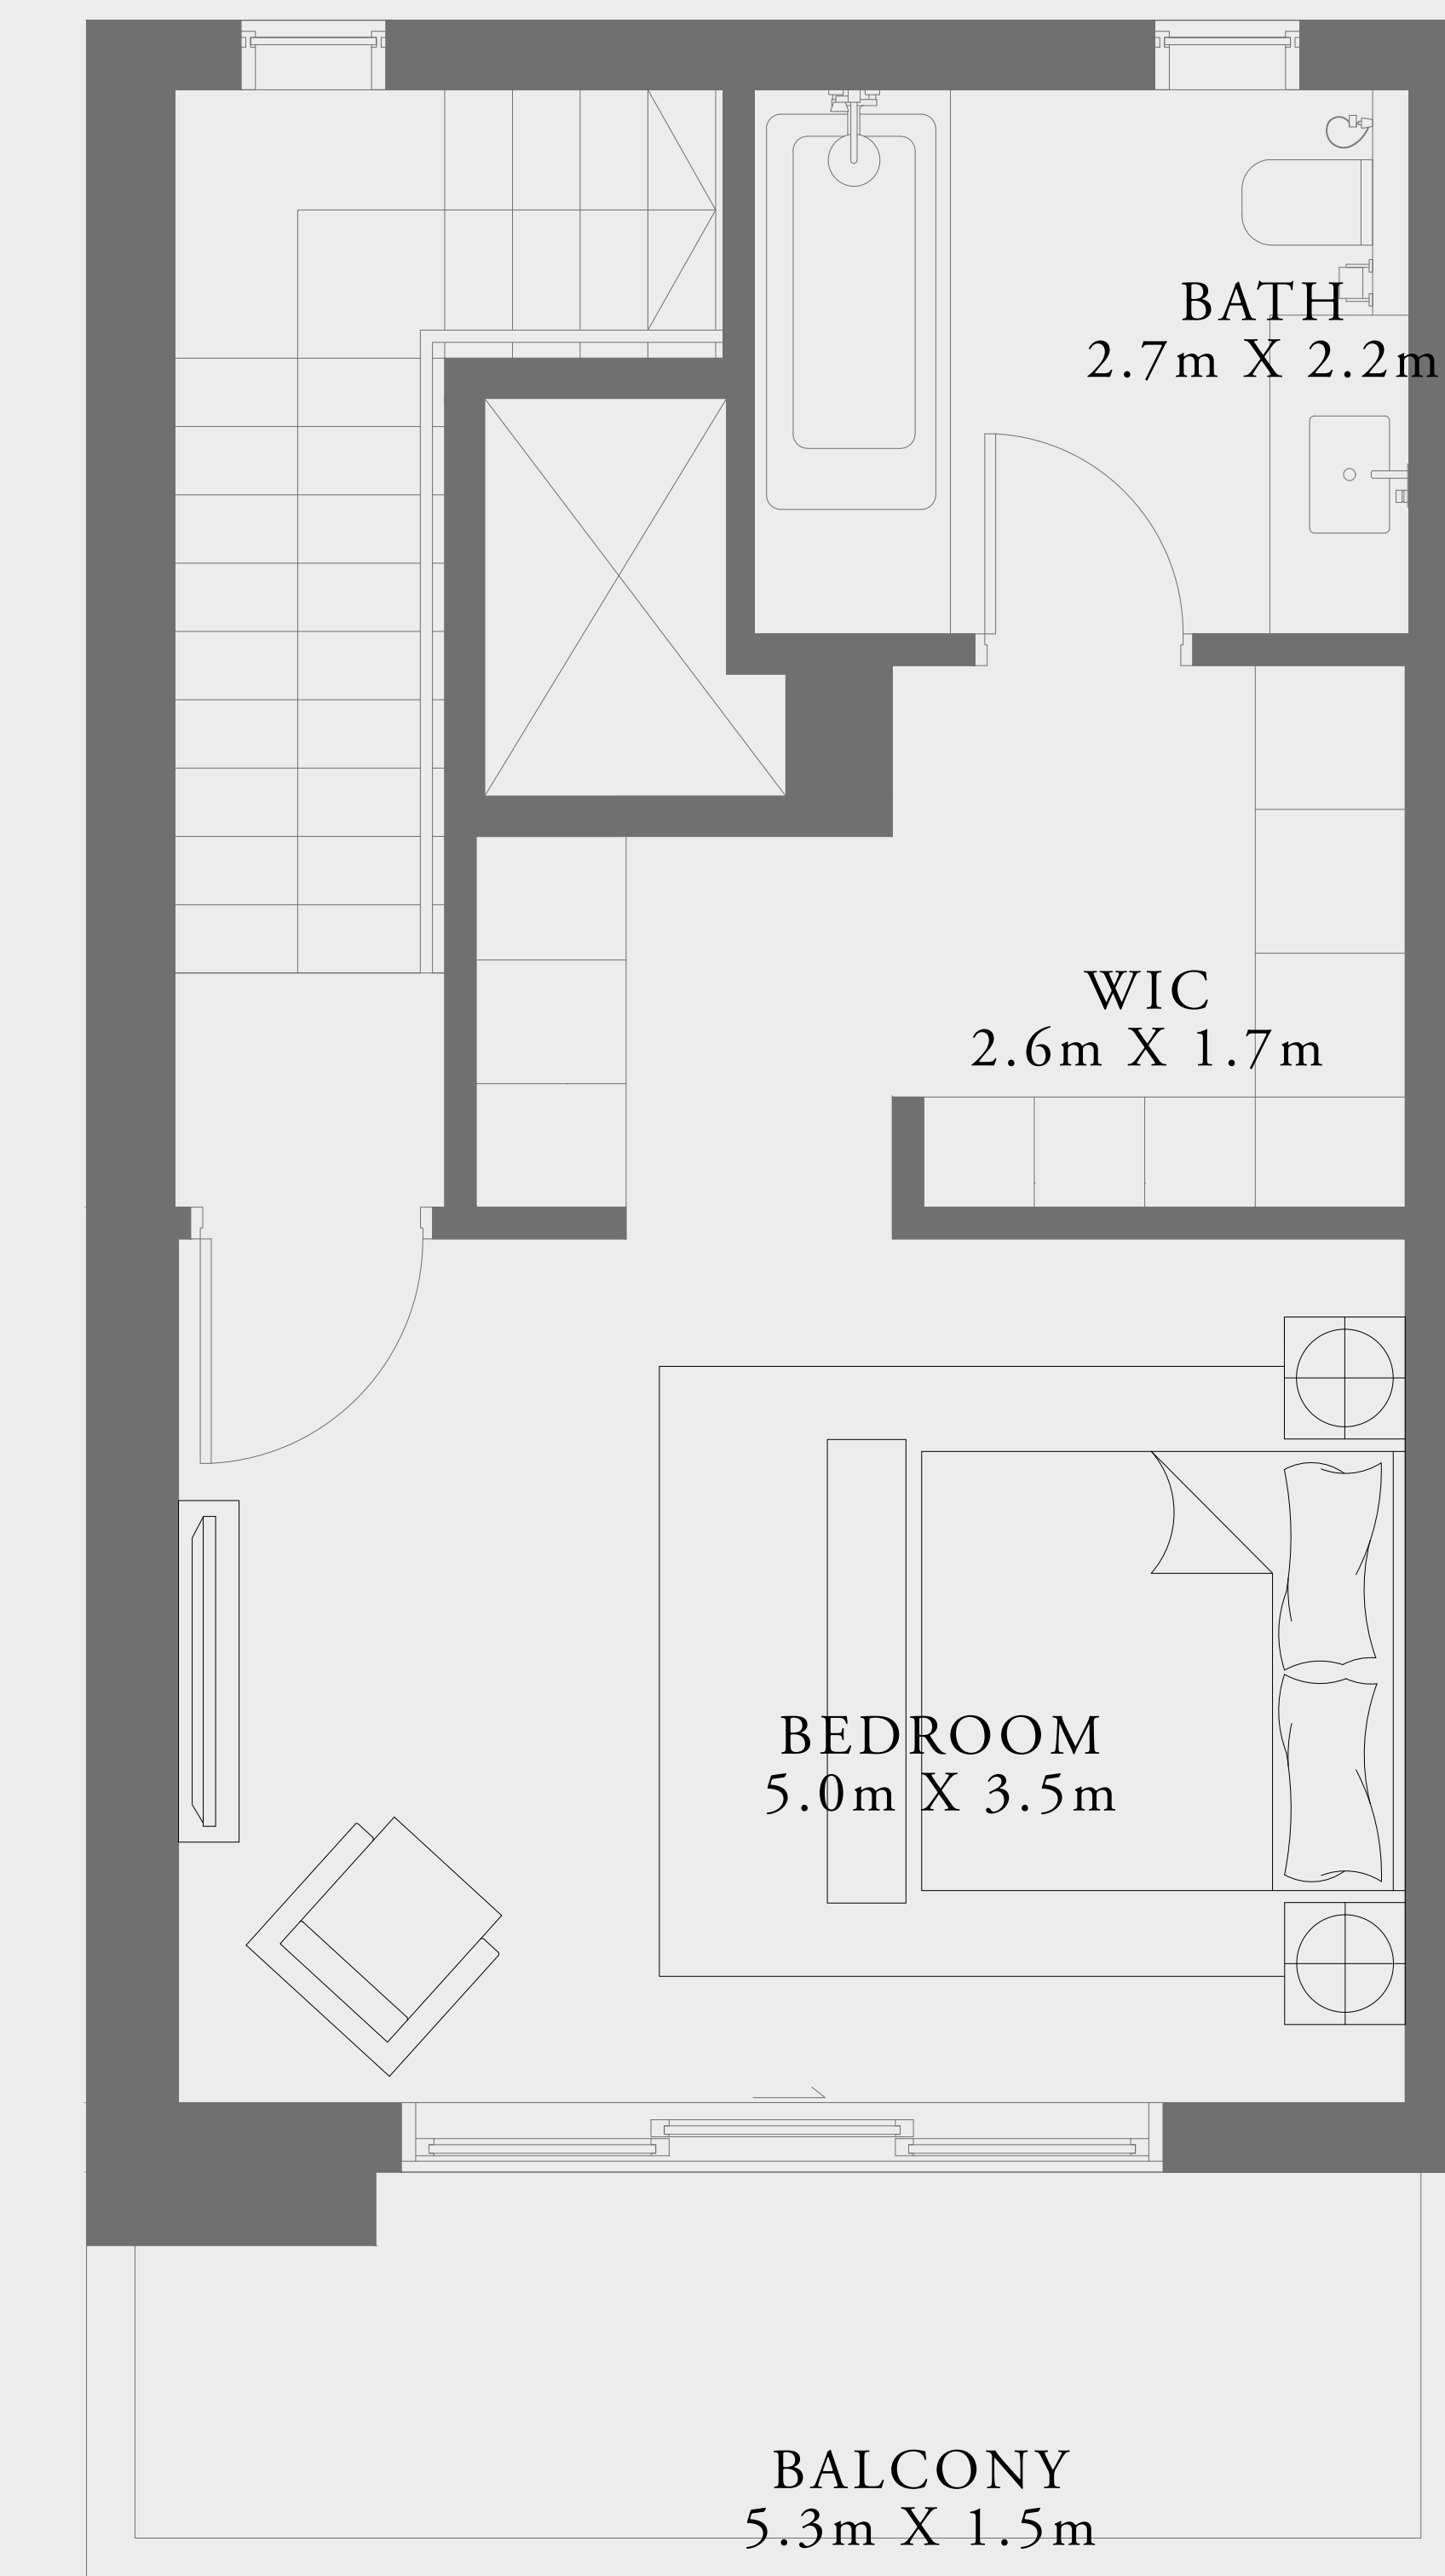 BATH
2.7m X 2.2m
WIC
2.6m X 1.7m
BEDROOM
5.0m X 3.5m
BALCONY
5.3m X 1.5m